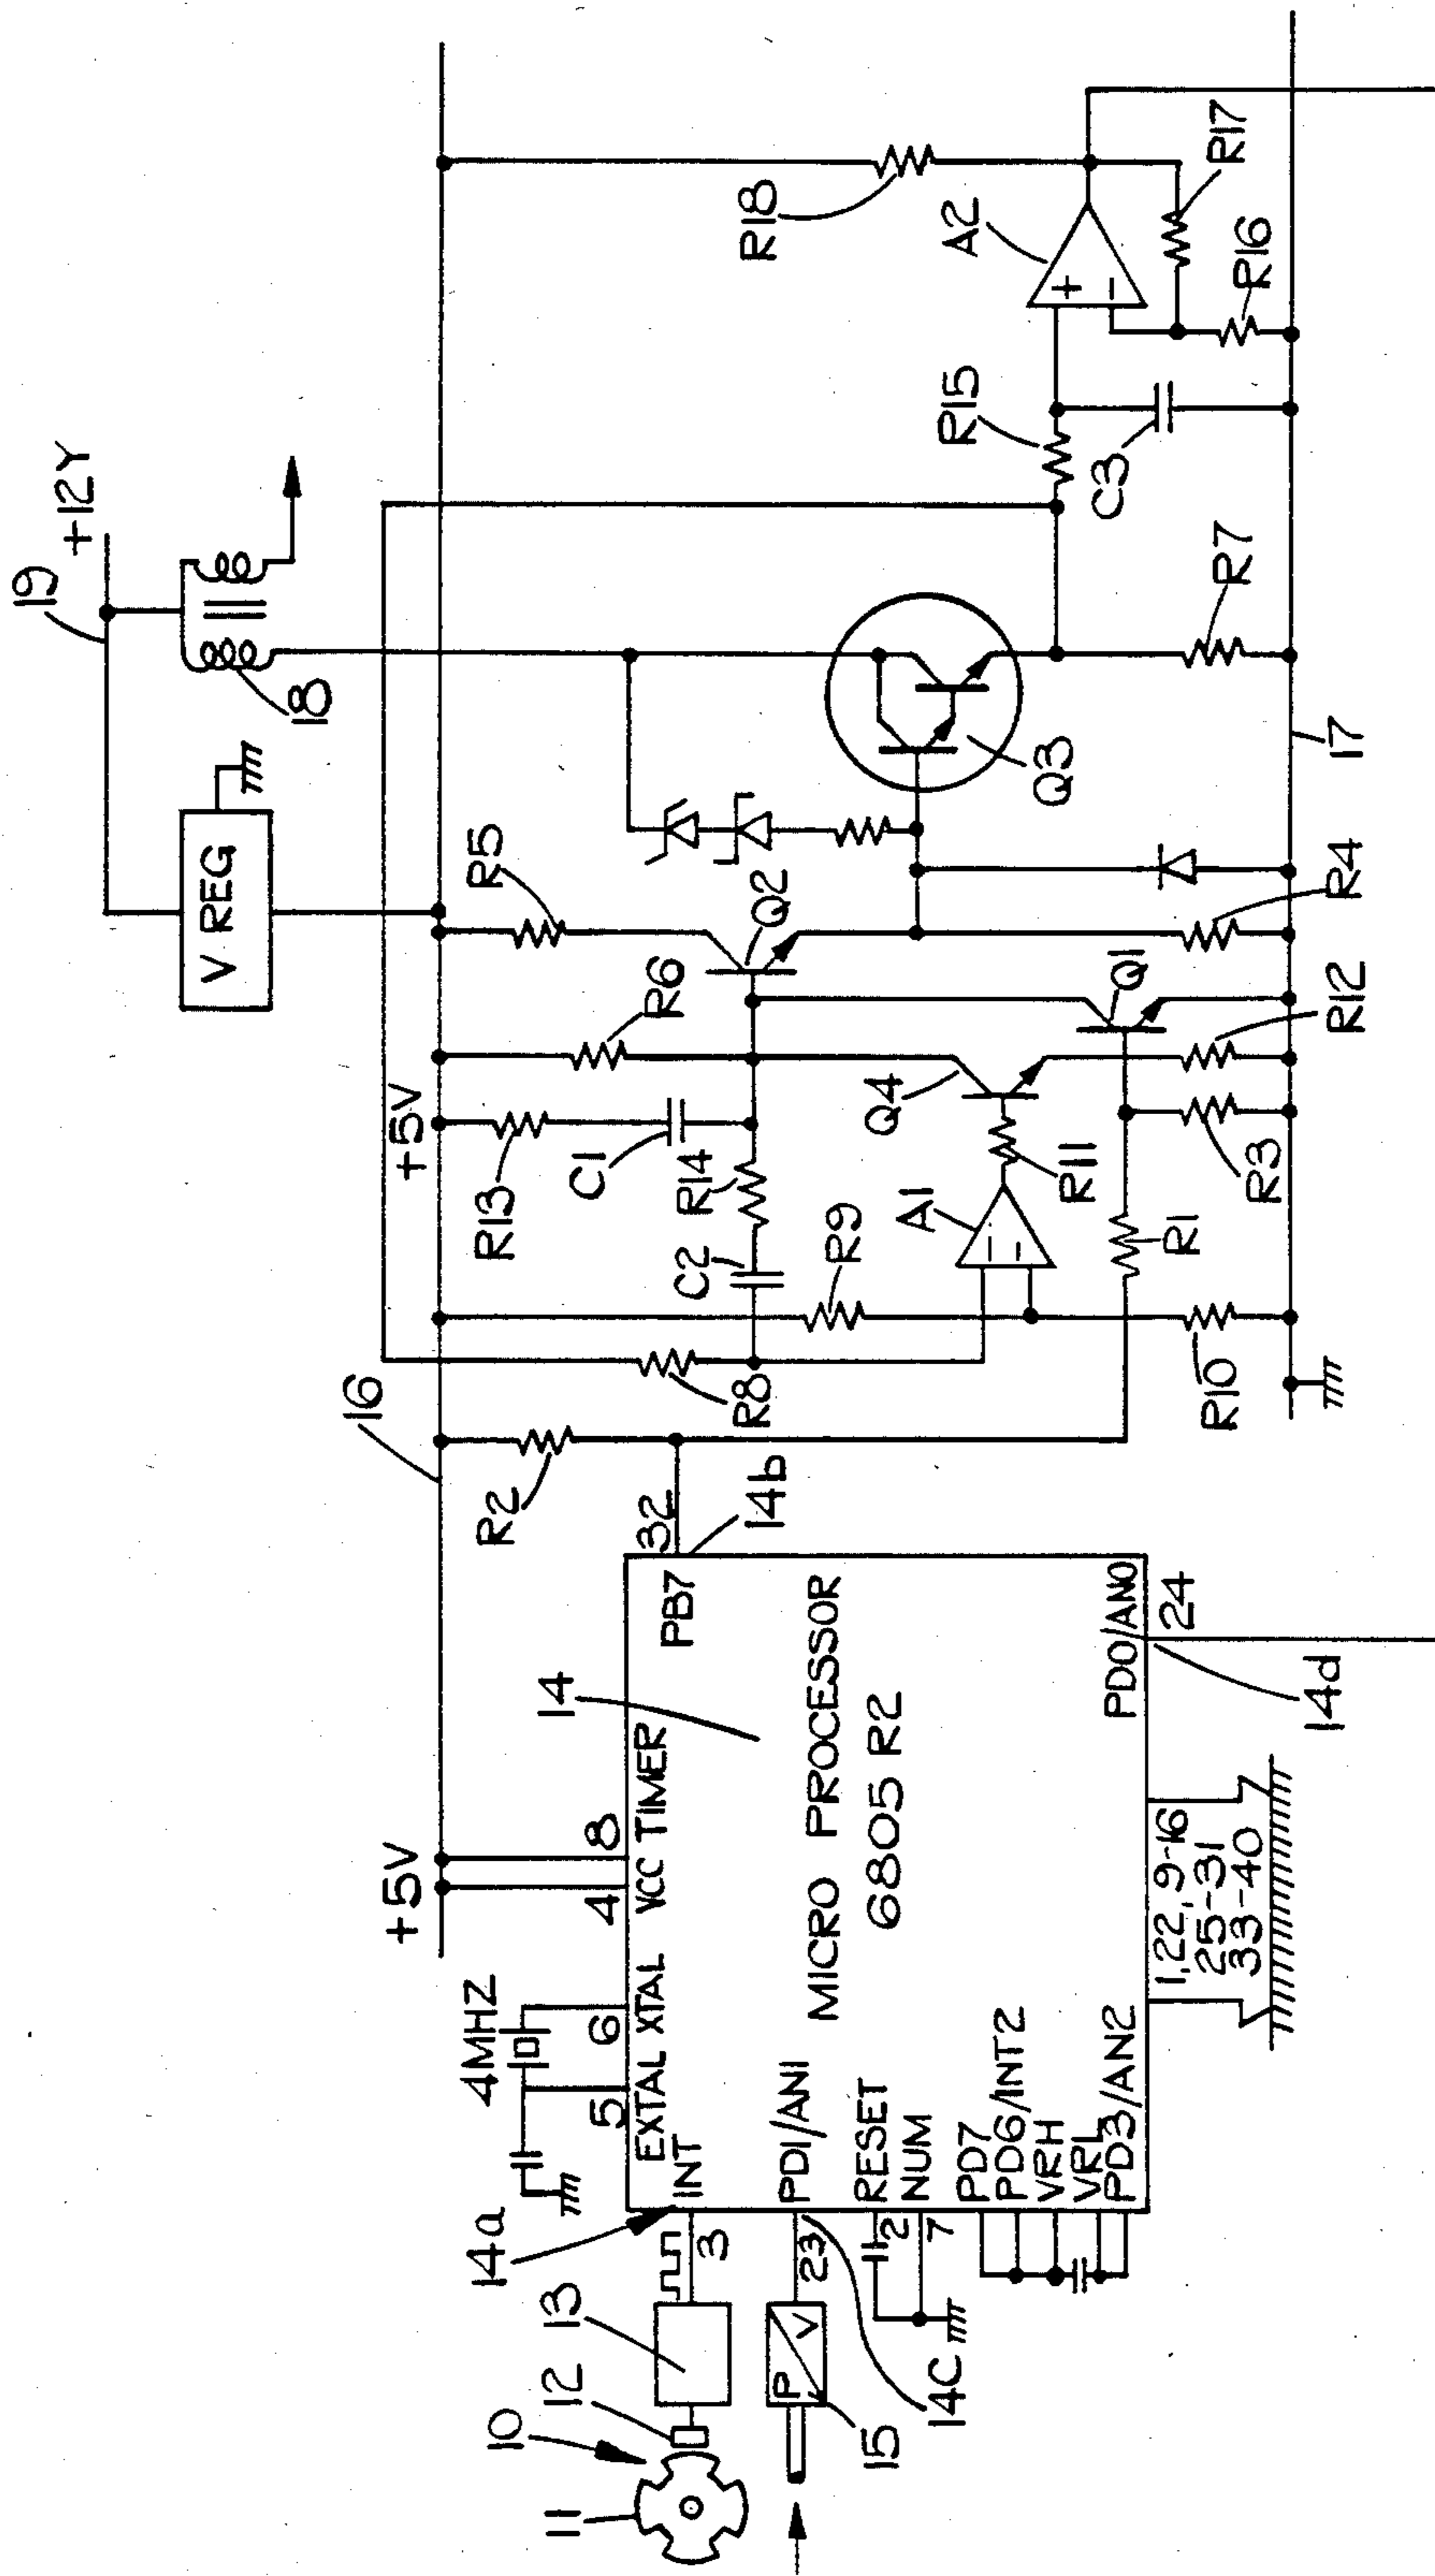 10
11
12
13
14a
3
INT
EXTAL
5
XTAL
6
4MHZ
VCC
4
TIMER
8
+5V
14
PB7
32
14b
MICRO PROCESSOR
6805 R2
P
V
15
23
14C
PD1/AN1
RESET
2
NUM
7
PD7
PD6/INT2
VRH
VRL
PD3/AN2
1,22, 9-16
25-31
33-40
PD0/AN0
24
14d
16
R2
R8
R10
R9
C2
R14
R13
C1
+5V
R6
R5
A1
R11
Q4
R1
R3
R12
Q1
Q2
R4
V REG
19
+12Y
18
Q3
17
R7
R15
C3
A2
+
−
R16
R17
R18